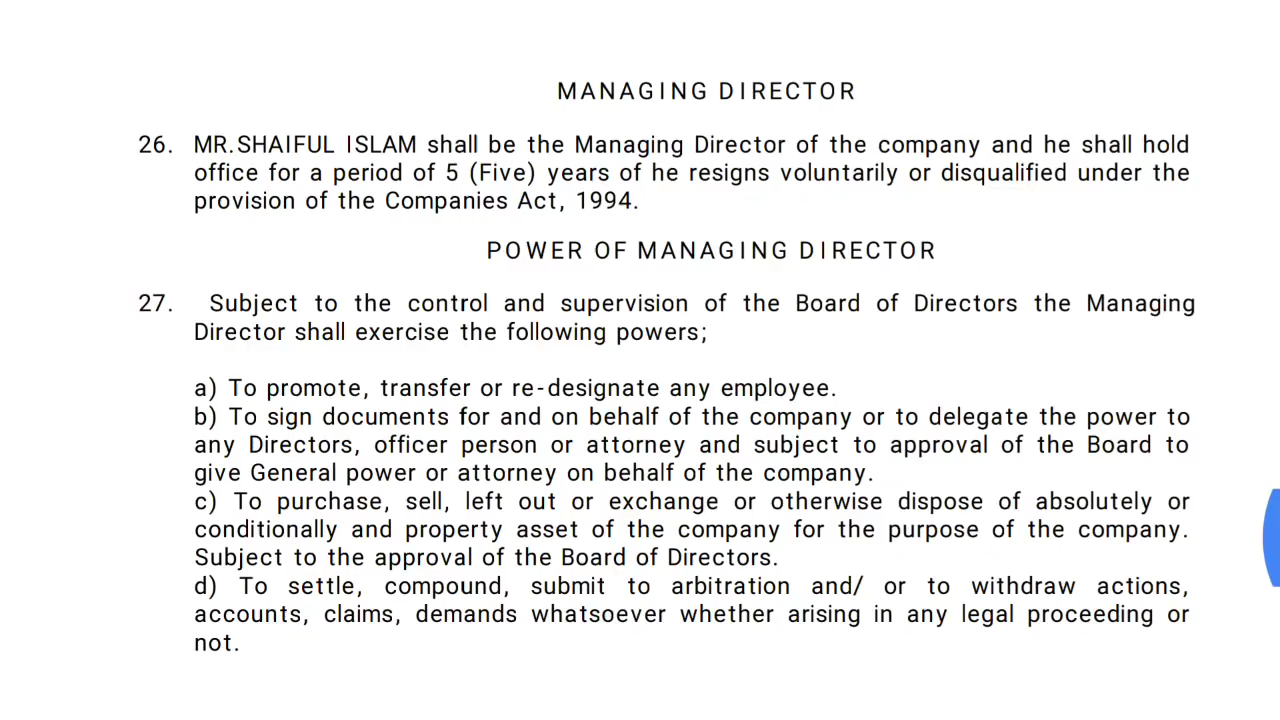 MANAGING DIRECTOR
26. MR.SHAIFUL ISLAM shall be the Managing Director of the company and he shall hold
office for a period of 5 (Five) years of he resigns voluntarily or disqualified under the
provision of the Companies Act, 1994.
POWER OF MANAGING DIRECTOR
27. Subject to the control and supervision of the Board of Directors the Managing
Director shall exercise the following powers;
a) To promote, transfer or re-designate any employee.
b) To sign documents for and on behalf of the company or to delegate the power to
any Directors, officer person or attorney and subject to approval of the Board to
give General power or attorney on behalf of the company.
c) To purchase, sell, left out or exchange or otherwise dispose of absolutely or
conditionally and property asset of the company for the purpose of the company.
Subject to the approval of the Board of Directors.
d) To settle, compound, submit to arbitration and/ or to withdraw actions,
accounts, claims, demands whatsoever whether arising in any legal proceeding or
not.